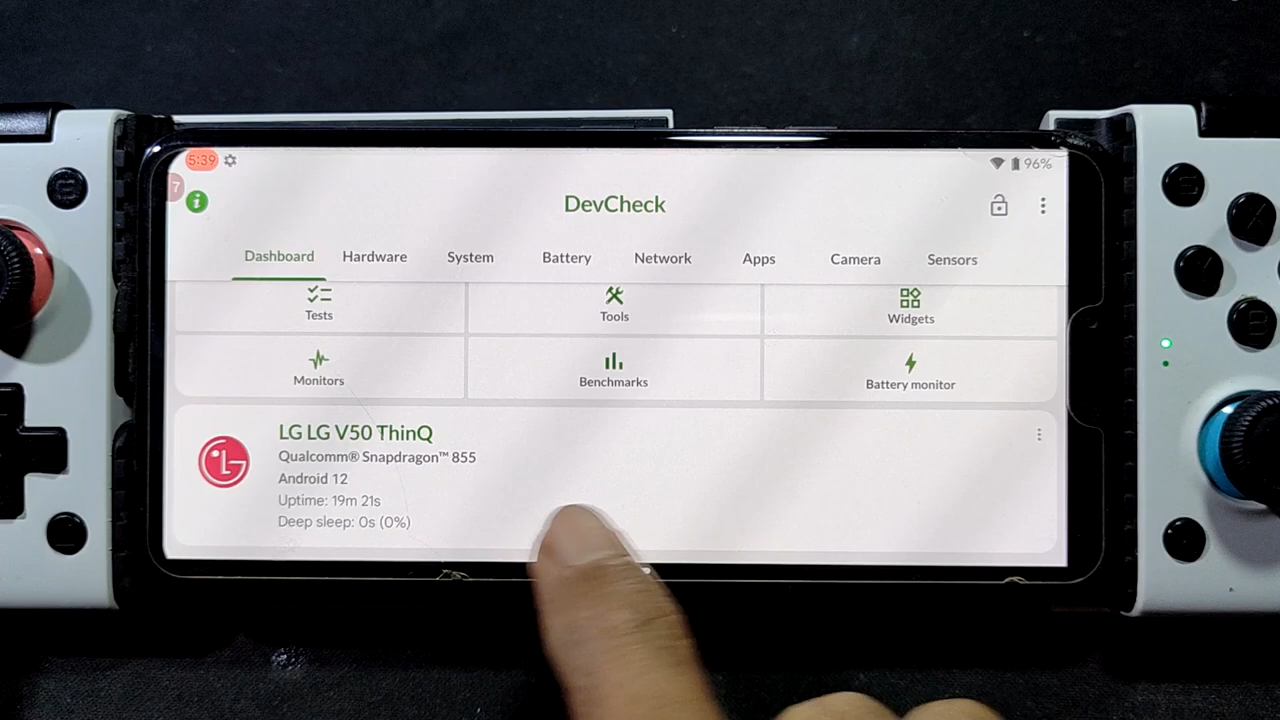 5:39
96%
7
i
DevCheck
Dashboard Hardware System Battery Network Apps Camera Sensors
Tests Tools Widgets
Monitors Benchmarks Battery monitor
LG LG V50 ThinQ
Qualcomm® Snapdragon™ 855
Android 12
Uptime: 19m 21s
Deep sleep: 0s (0%)